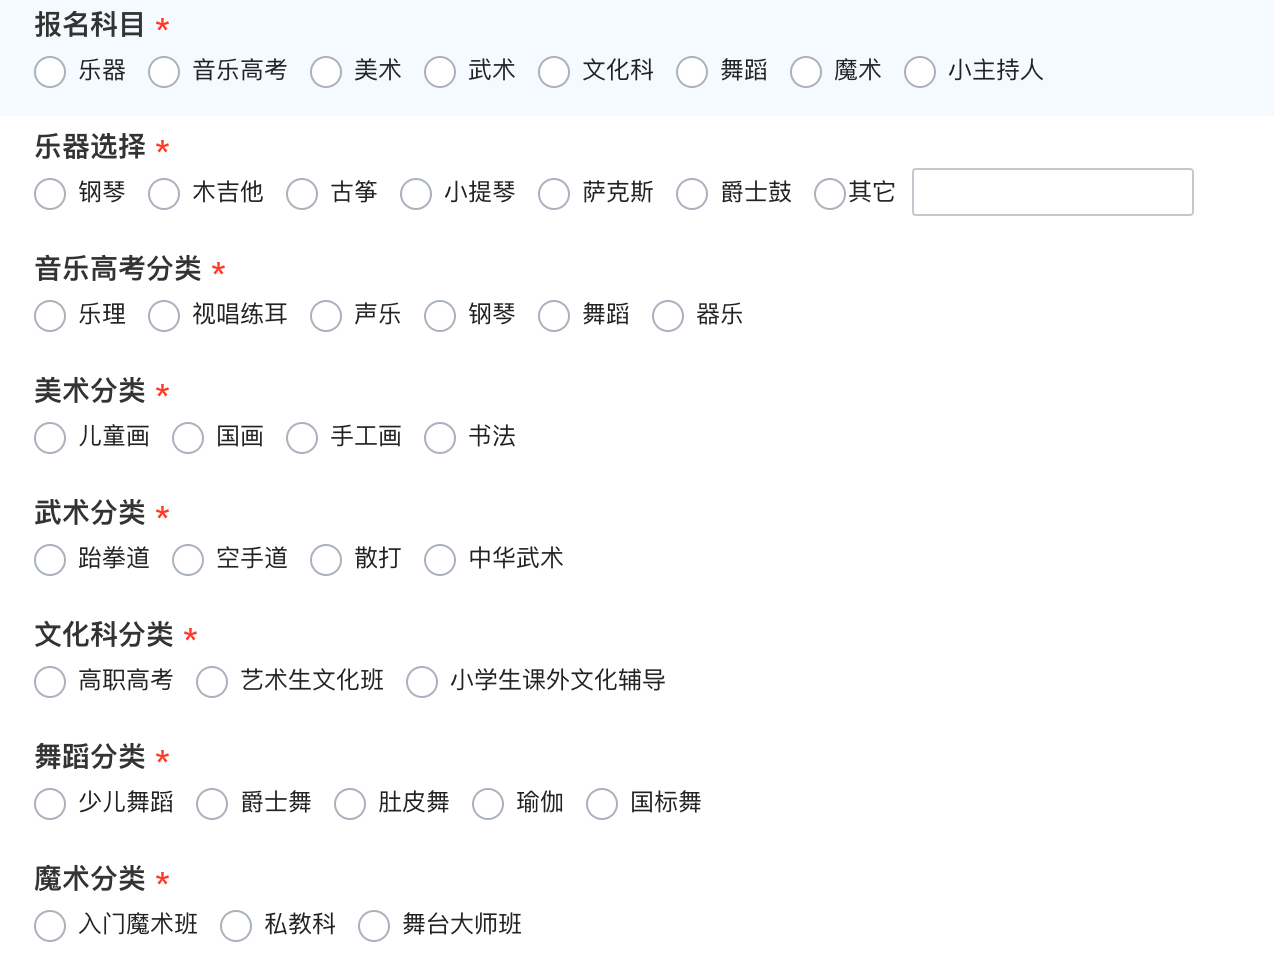 报名科目 *
乐器 音乐高考 美术 武术 文化科 舞蹈 魔术 小主持人
乐器选择 *
钢琴 木吉他 古筝 小提琴 萨克斯 爵士鼓 其它
音乐高考分类 *
乐理 视唱练耳 声乐 钢琴 舞蹈 器乐
美术分类 *
儿童画 国画 手工画 书法
武术分类 *
跆拳道 空手道 散打 中华武术
文化科分类 *
高职高考 艺术生文化班 小学生课外文化辅导
舞蹈分类 *
少儿舞蹈 爵士舞 肚皮舞 瑜伽 国标舞
魔术分类 *
入门魔术班 私教科 舞台大师班